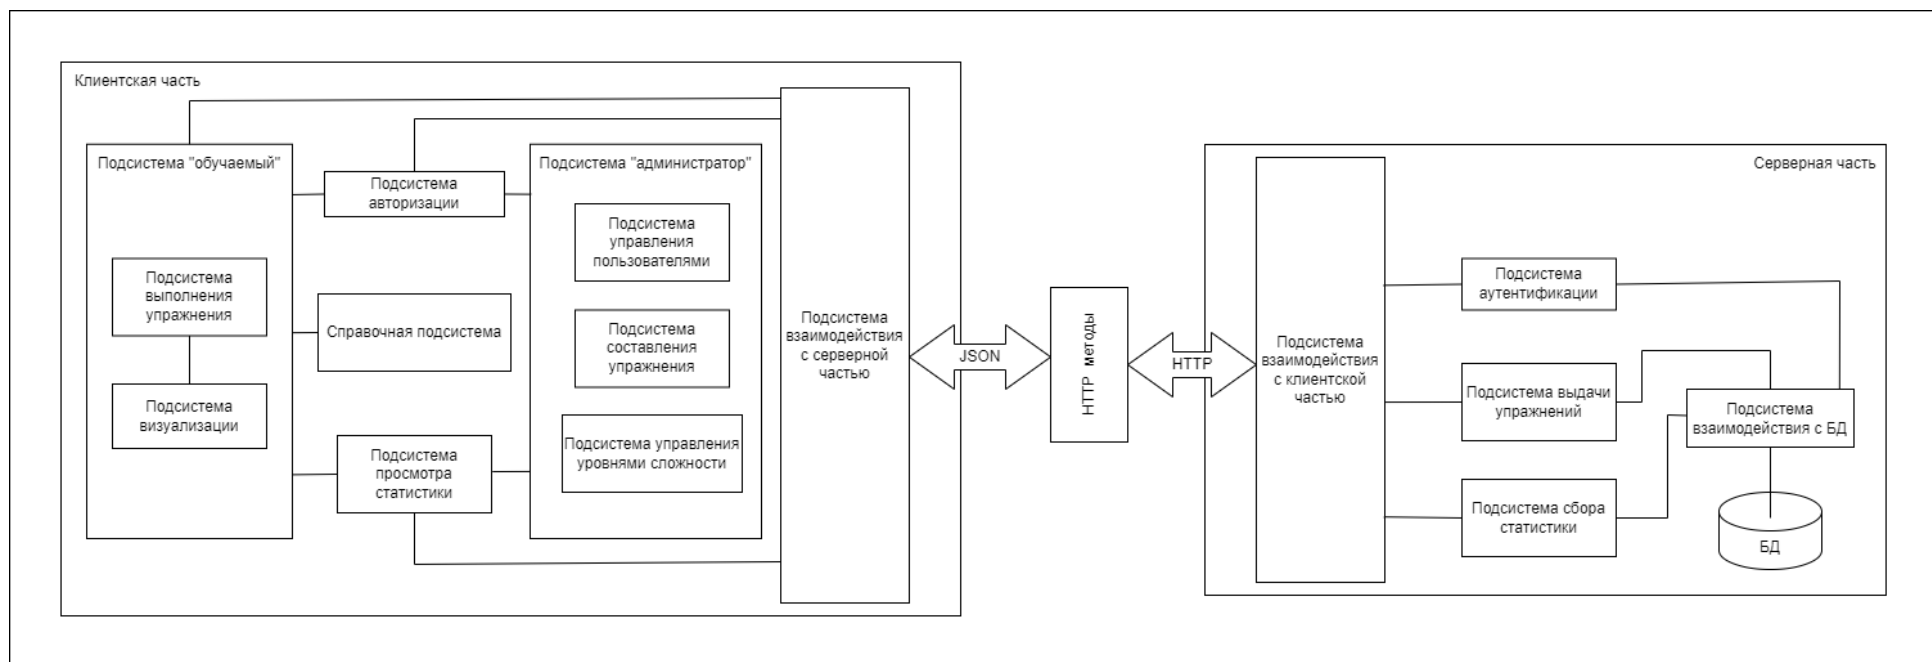 Клиентская часть
Подсистема "обучаемый"
Подсистема
выполнения
упражнения
Подсистема
визуализации
Подсистема
авторизации
Справочная подсистема
Подсистема
просмотра
статистики
Подсистема "администратор"
Подсистема
управления
пользователями
Подсистема
составления
упражнения
Подсистема управления
уровнями сложности
Подсистема
взаимодействия
с серверной
частью
JSON
HTTP методы
HTTP
Серверная часть
Подсистема
взаимодействия
с клиентской
частью
Подсистема
аутентификации
Подсистема выдачи
упражнений
Подсистема сбора
статистики
Подсистема
взаимодействия с БД
БД